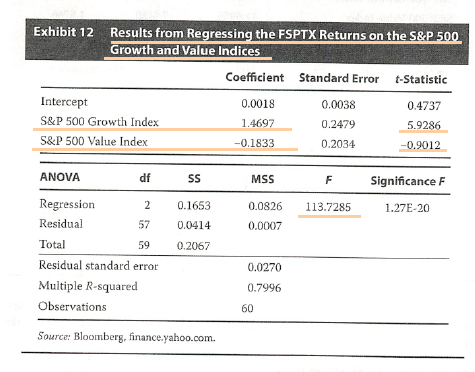 Exhibit 12 Results from Regressing the FSPTX Returns on the S&P 500
Growth and Value Indices
Coefficient Standard Error t-Statistic
Intercept 0.0018 0.0038 0.4737
S&P 500 Growth Index 1.4697 0.2479 5.9286
S&P 500 Value Index −0.1833 0.2034 −0.9012
ANOVA df SS MSS F Significance F
Regression 2 0.1653 0.0826 113.7285 1.27E-20
Residual 57 0.0414 0.0007
Total 59 0.2067
Residual standard error 0.0270
Multiple R-squared 0.7996
Observations 60
Source: Bloomberg, finance.yahoo.com.